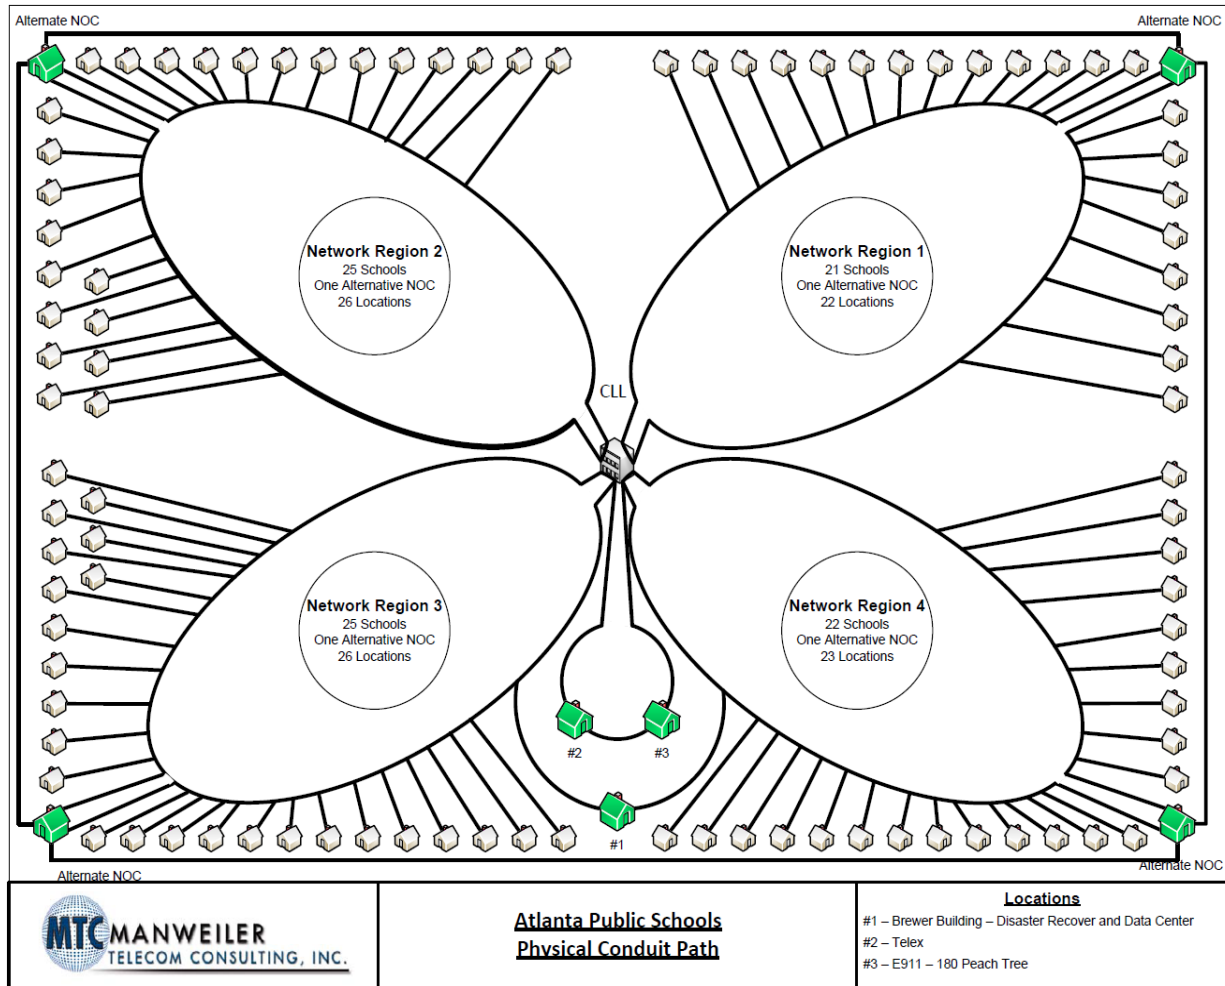 Alternate NOC
Alternate NOC
Network Region 2
25 Schools
One Alternative NOC
26 Locations
Network Region 1
21 Schools
One Alternative NOC
22 Locations
CLL
Network Region 3
25 Schools
One Alternative NOC
26 Locations
Network Region 4
22 Schools
One Alternative NOC
23 Locations
#2
#3
#1
Alternate NOC
Alternate NOC
MTC MANWEILER
TELECOM CONSULTING, INC.
Atlanta Public Schools
Physical Conduit Path
Locations
#1 – Brewer Building – Disaster Recover and Data Center
#2 – Telex
#3 – E911 – 180 Peach Tree